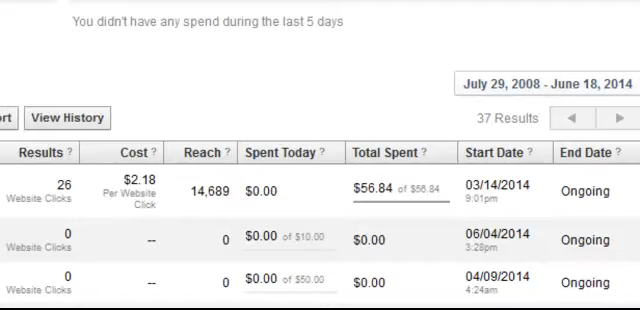 You didn't have any spend during the last 5 days
July 29, 2008 - June 18, 2014
ort View History 37 Results
Results ? Cost ? Reach ? Spent Today ? Total Spent ? Start Date ? End Date ?
26 $2.18 14,689 $0.00 $56.84 of $56.84 03/14/2014 Ongoing
Website Clicks Per Website Click 9:01pm
0 -- 0 $0.00 of $10.00 $0.00 06/04/2014 Ongoing
Website Clicks 3:28pm
0 -- 0 $0.00 of $50.00 $0.00 04/09/2014 Ongoing
Website Clicks 4:24am